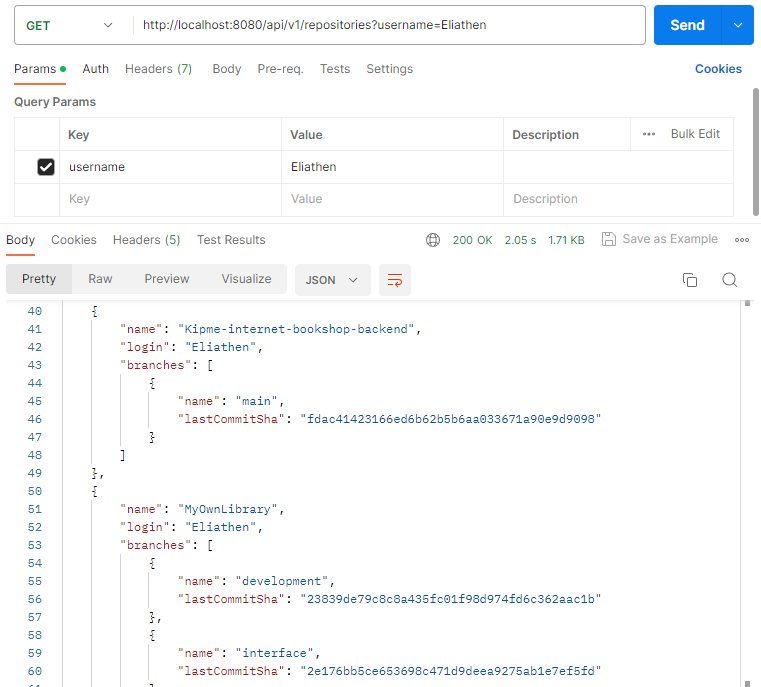 GET http://localhost:8080/api/v1/repositories?username=Eliathen Send
Params Auth Headers (7) Body Pre-req. Tests Settings Cookies
Query Params
Key Value Description ••• Bulk Edit
username Eliathen
Key Value Description
Body Cookies Headers (5) Test Results 200 OK 2.05 s 1.71 KB Save as Example
Pretty Raw Preview Visualize JSON
40 {
41 "name": "Kipme-internet-bookshop-backend",
42 "login": "Eliathen",
43 "branches": [
44 {
45 "name": "main",
46 "lastCommitSha": "fdac41423166ed6b62b5b6aa033671a90e9d9098"
47 }
48 ]
49 },
50 {
51 "name": "MyOwnLibrary",
52 "login": "Eliathen",
53 "branches": [
54 {
55 "name": "development",
56 "lastCommitSha": "23839de79c8c8a435fc01f98d974fd6c362aac1b"
57 },
58 {
59 "name": "interface",
60 "lastCommitSha": "2e176bb5ce653698c471d9deea9275ab1e7ef5fd"